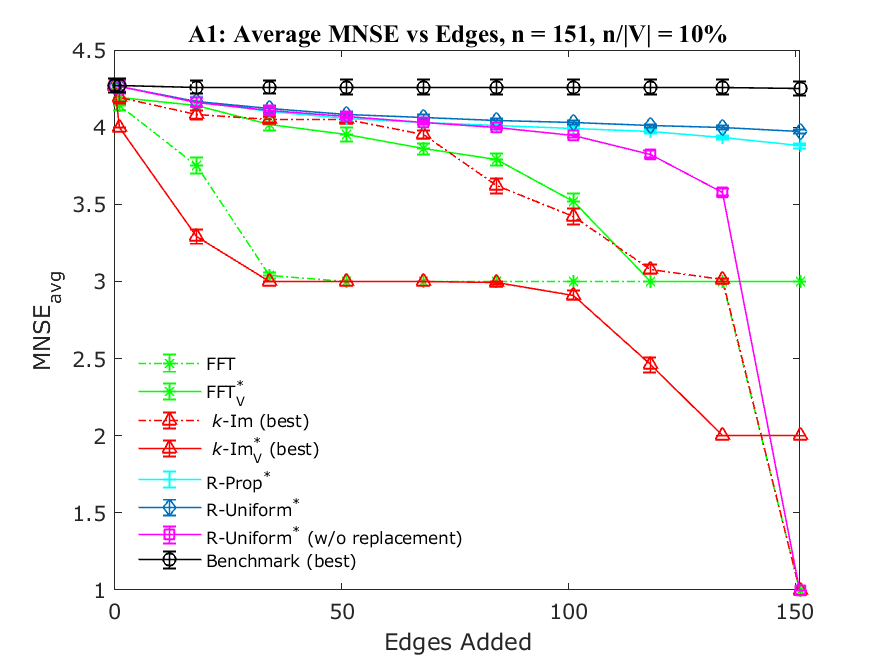 A1: Average MNSE vs Edges, n = 151, n/|V| = 10%
4.5
4
3.5
3
2.5
2
1.5
1
MNSE_avg
FFT
FFT*_V
k-Im (best)
k-Im*_V (best)
R-Prop*
R-Uniform*
R-Uniform* (w/o replacement)
Benchmark (best)
0
50
100
150
Edges Added